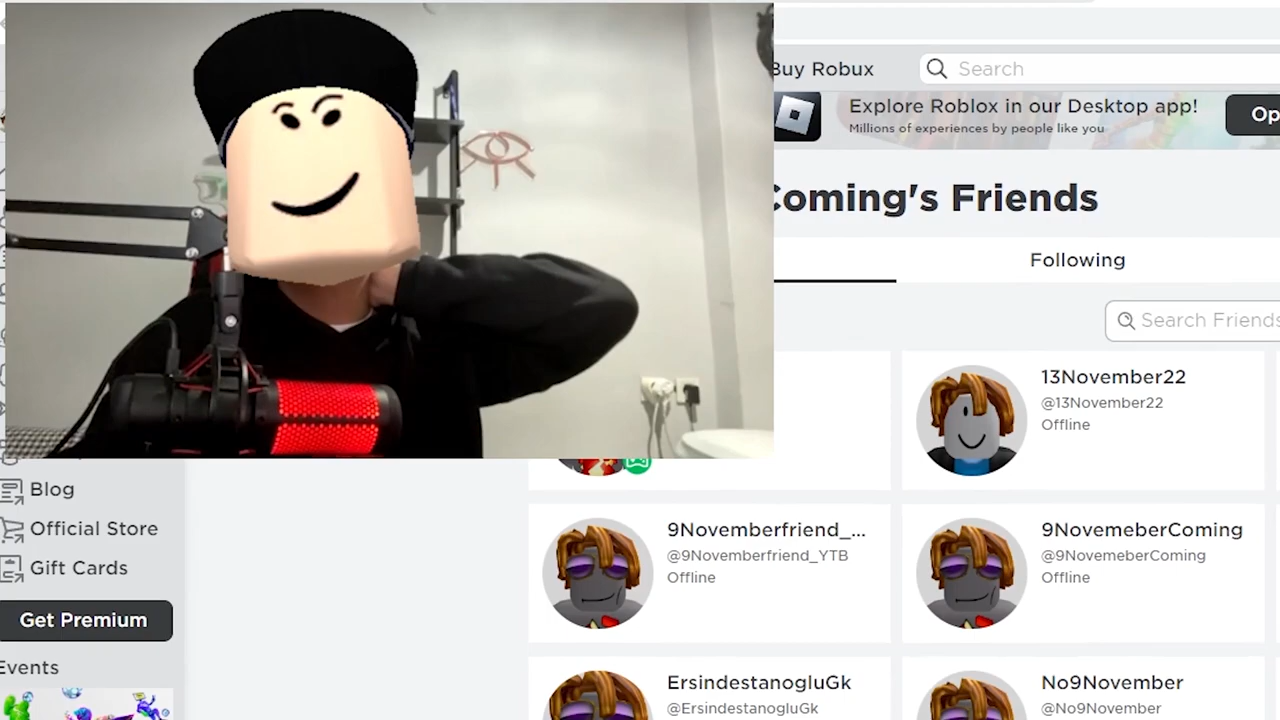 Buy Robux
Search
Explore Roblox in our Desktop app!
Millions of experiences by people like you
Op
Coming's Friends
Following
Search Friends
13November22
@13November22
Offline
Blog
Official Store
Gift Cards
Get Premium
Events
9Novemberfriend_...
@9Novemberfriend_YTB
Offline
9NovemeberComing
@9NovemeberComing
Offline
ErsindestanogluGk
@ErsindestanogluGk
No9November
@No9November